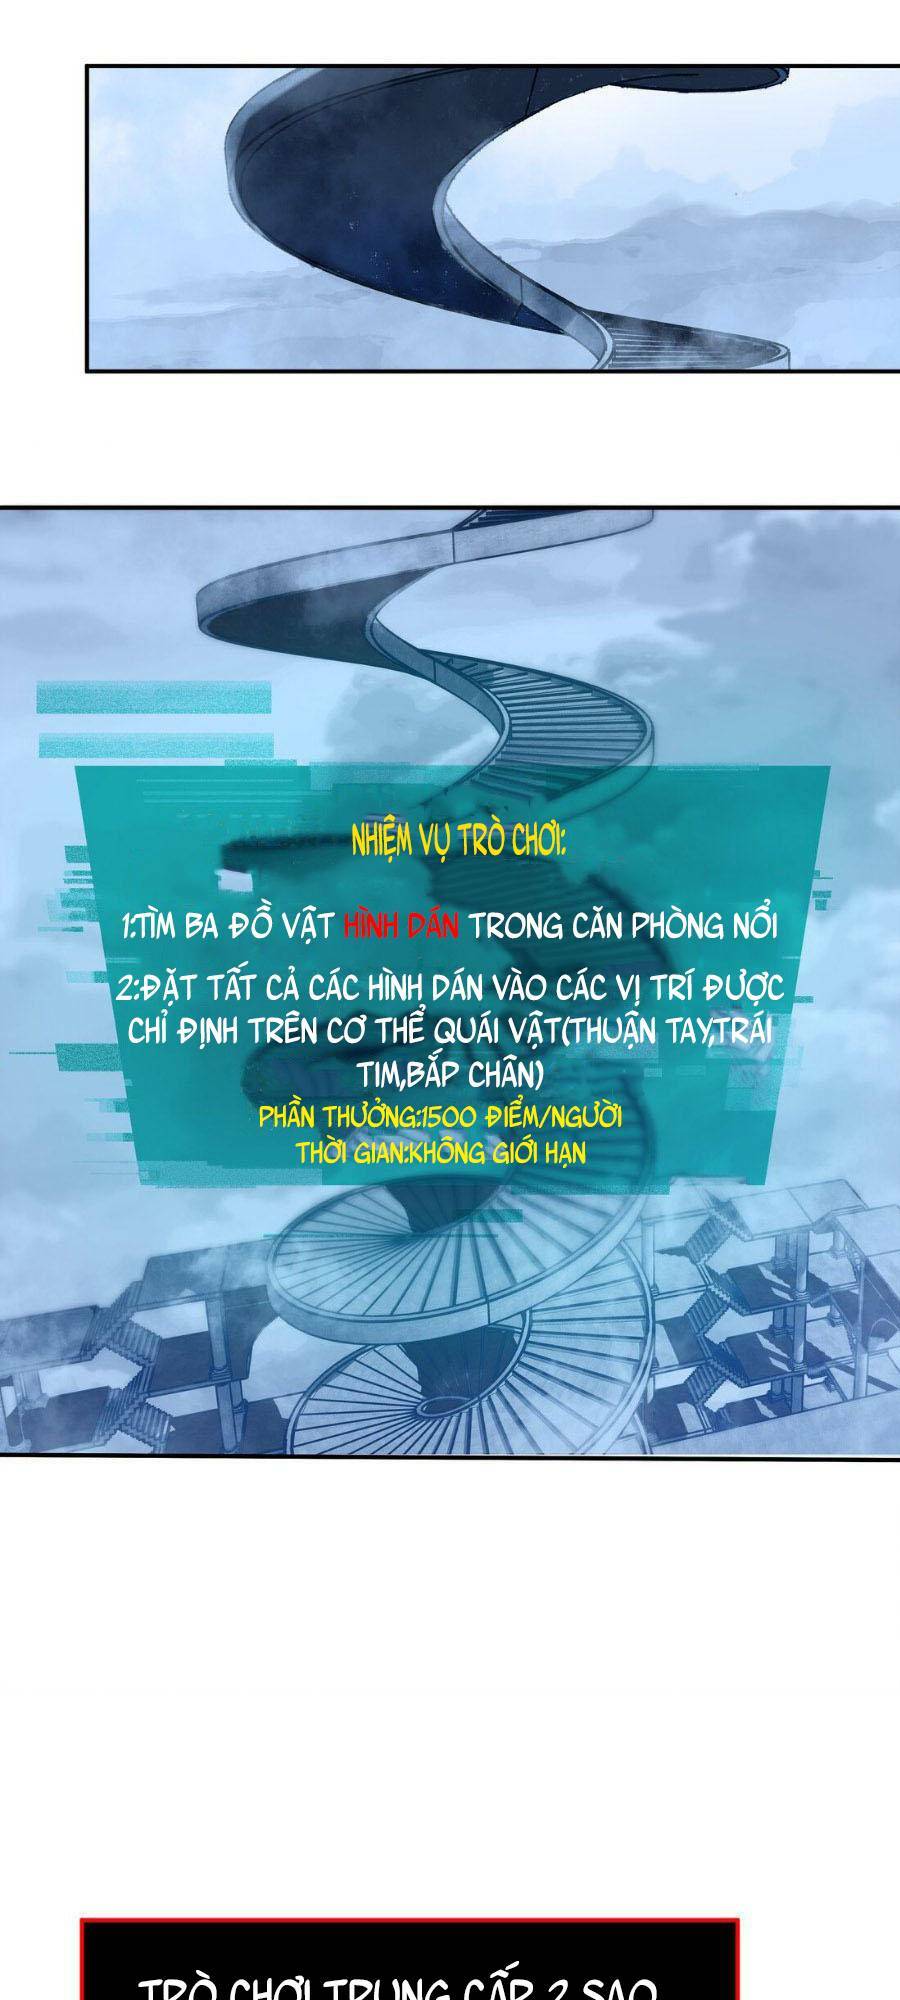 NHIỆM VỤ TRÒ CHƠI:
1:TÌM BA ĐỒ VẬT HÌNH DÁN TRONG CĂN PHÒNG NỔI
2:ĐẶT TẤT CẢ CÁC HÌNH DÁN VÀO CÁC VỊ TRÍ ĐƯỢC
CHỈ ĐỊNH TRÊN CƠ THỂ QUÁI VẬT(THUẬN TAY,TRÁI
TIM,BẮP CHÂN)
PHẦN THƯỞNG:1500 ĐIỂM/NGƯỜI
THỜI GIAN:KHÔNG GIỚI HẠN
TRÒ CHƠI TRUNG CẤP 2 SAO